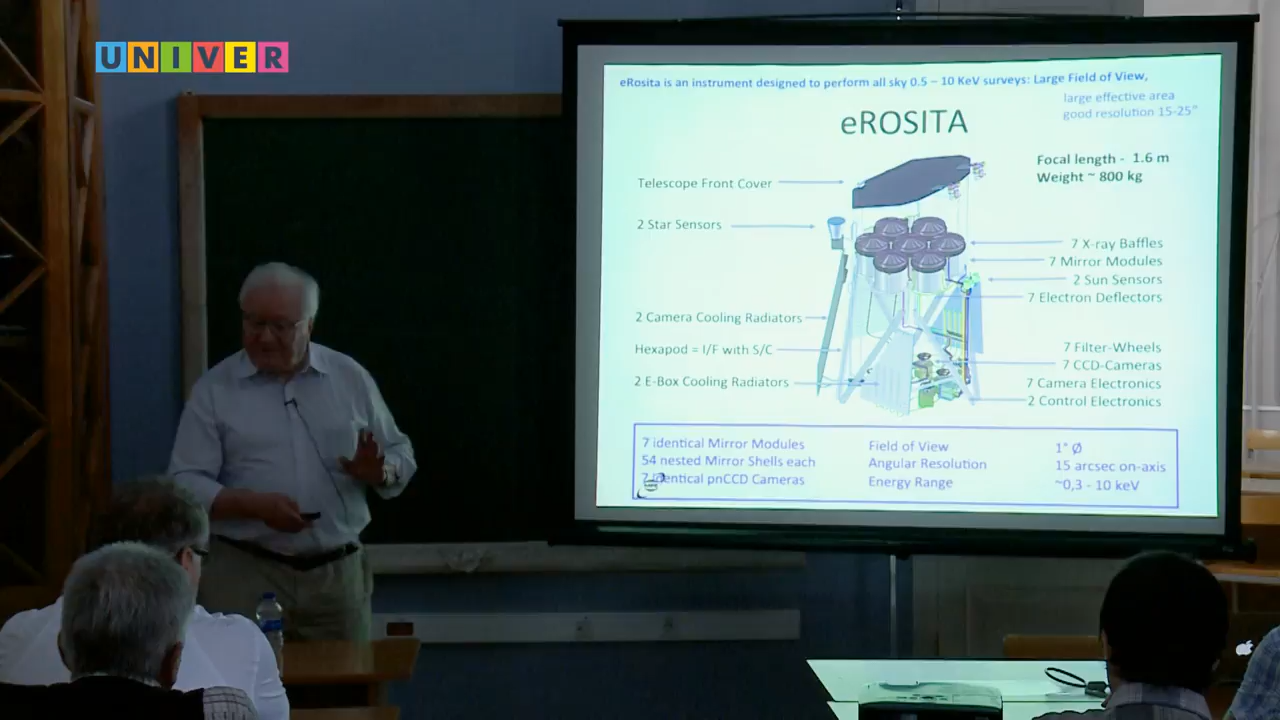 UNIVER
eRosita is an instrument designed to perform all sky 0.5 – 10 KeV surveys: Large Field of View,
large effective area
good resolution 15-25"
eROSITA
Focal length - 1.6 m
Weight ~ 800 kg
Telescope Front Cover
2 Star Sensors
7 X-ray Baffles
7 Mirror Modules
2 Sun Sensors
7 Electron Deflectors
2 Camera Cooling Radiators
Hexapod = I/F with S/C
2 E-Box Cooling Radiators
7 Filter-Wheels
7 CCD-Cameras
7 Camera Electronics
2 Control Electronics
7 identical Mirror Modules
54 nested Mirror Shells each
7 identical pnCCD Cameras
Field of View
Angular Resolution
Energy Range
1° Ø
15 arcsec on-axis
~0,3 - 10 keV